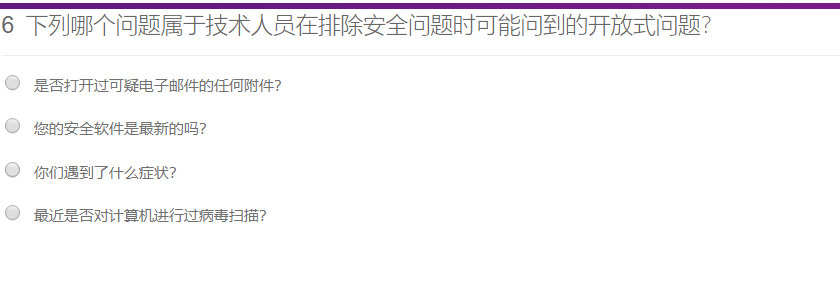 6 下列哪个问题属于技术人员在排除安全问题时可能问到的开放式问题?
是否打开过可疑电子邮件的任何附件?
您的安全软件是最新的吗?
你们遇到了什么症状?
最近是否对计算机进行过病毒扫描?